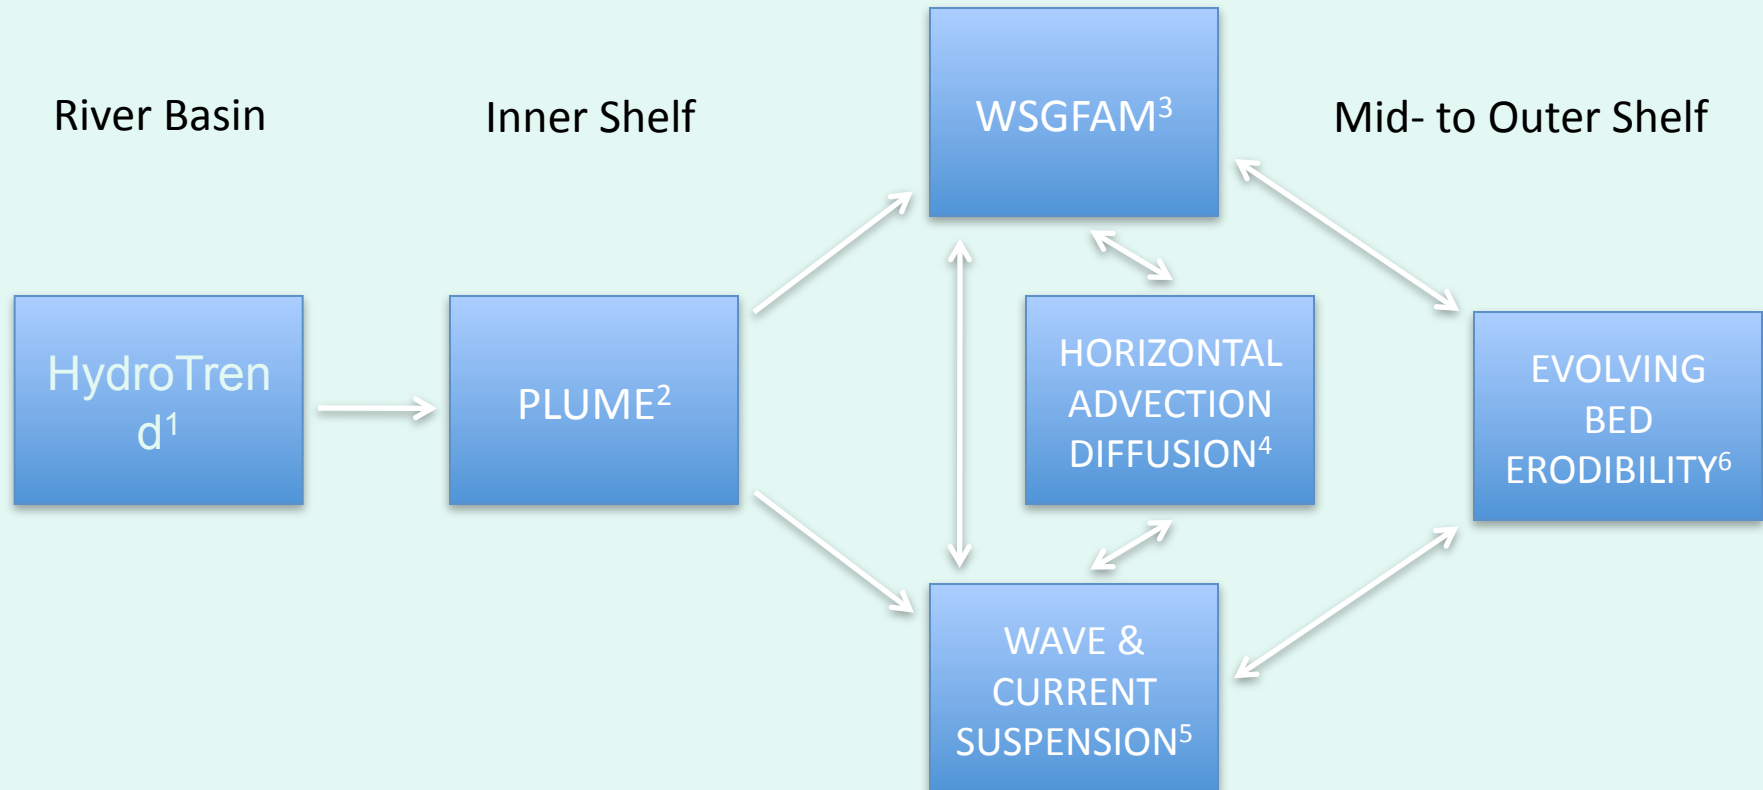 River Basin
Inner Shelf
WSGFAM³
Mid- to Outer Shelf
HydroTren
d¹
PLUME²
HORIZONTAL
ADVECTION
DIFFUSION⁴
EVOLVING
BED
ERODIBILITY⁶
WAVE &
CURRENT
SUSPENSION⁵